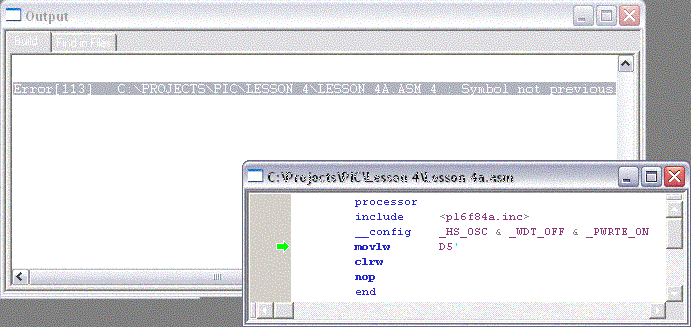 Output
Build Find in Files
Error[113] C:\PROJECTS\PIC\LESSON 4\LESSON 4A.ASM 4 : Symbol not previous
C:\Projects\PIC\Lesson 4\Lesson 4a.asm
processor
include <p16f84a.inc>
__config _HS_OSC & _WDT_OFF & _PWRTE_ON
movlw D5'
clrw
nop
end